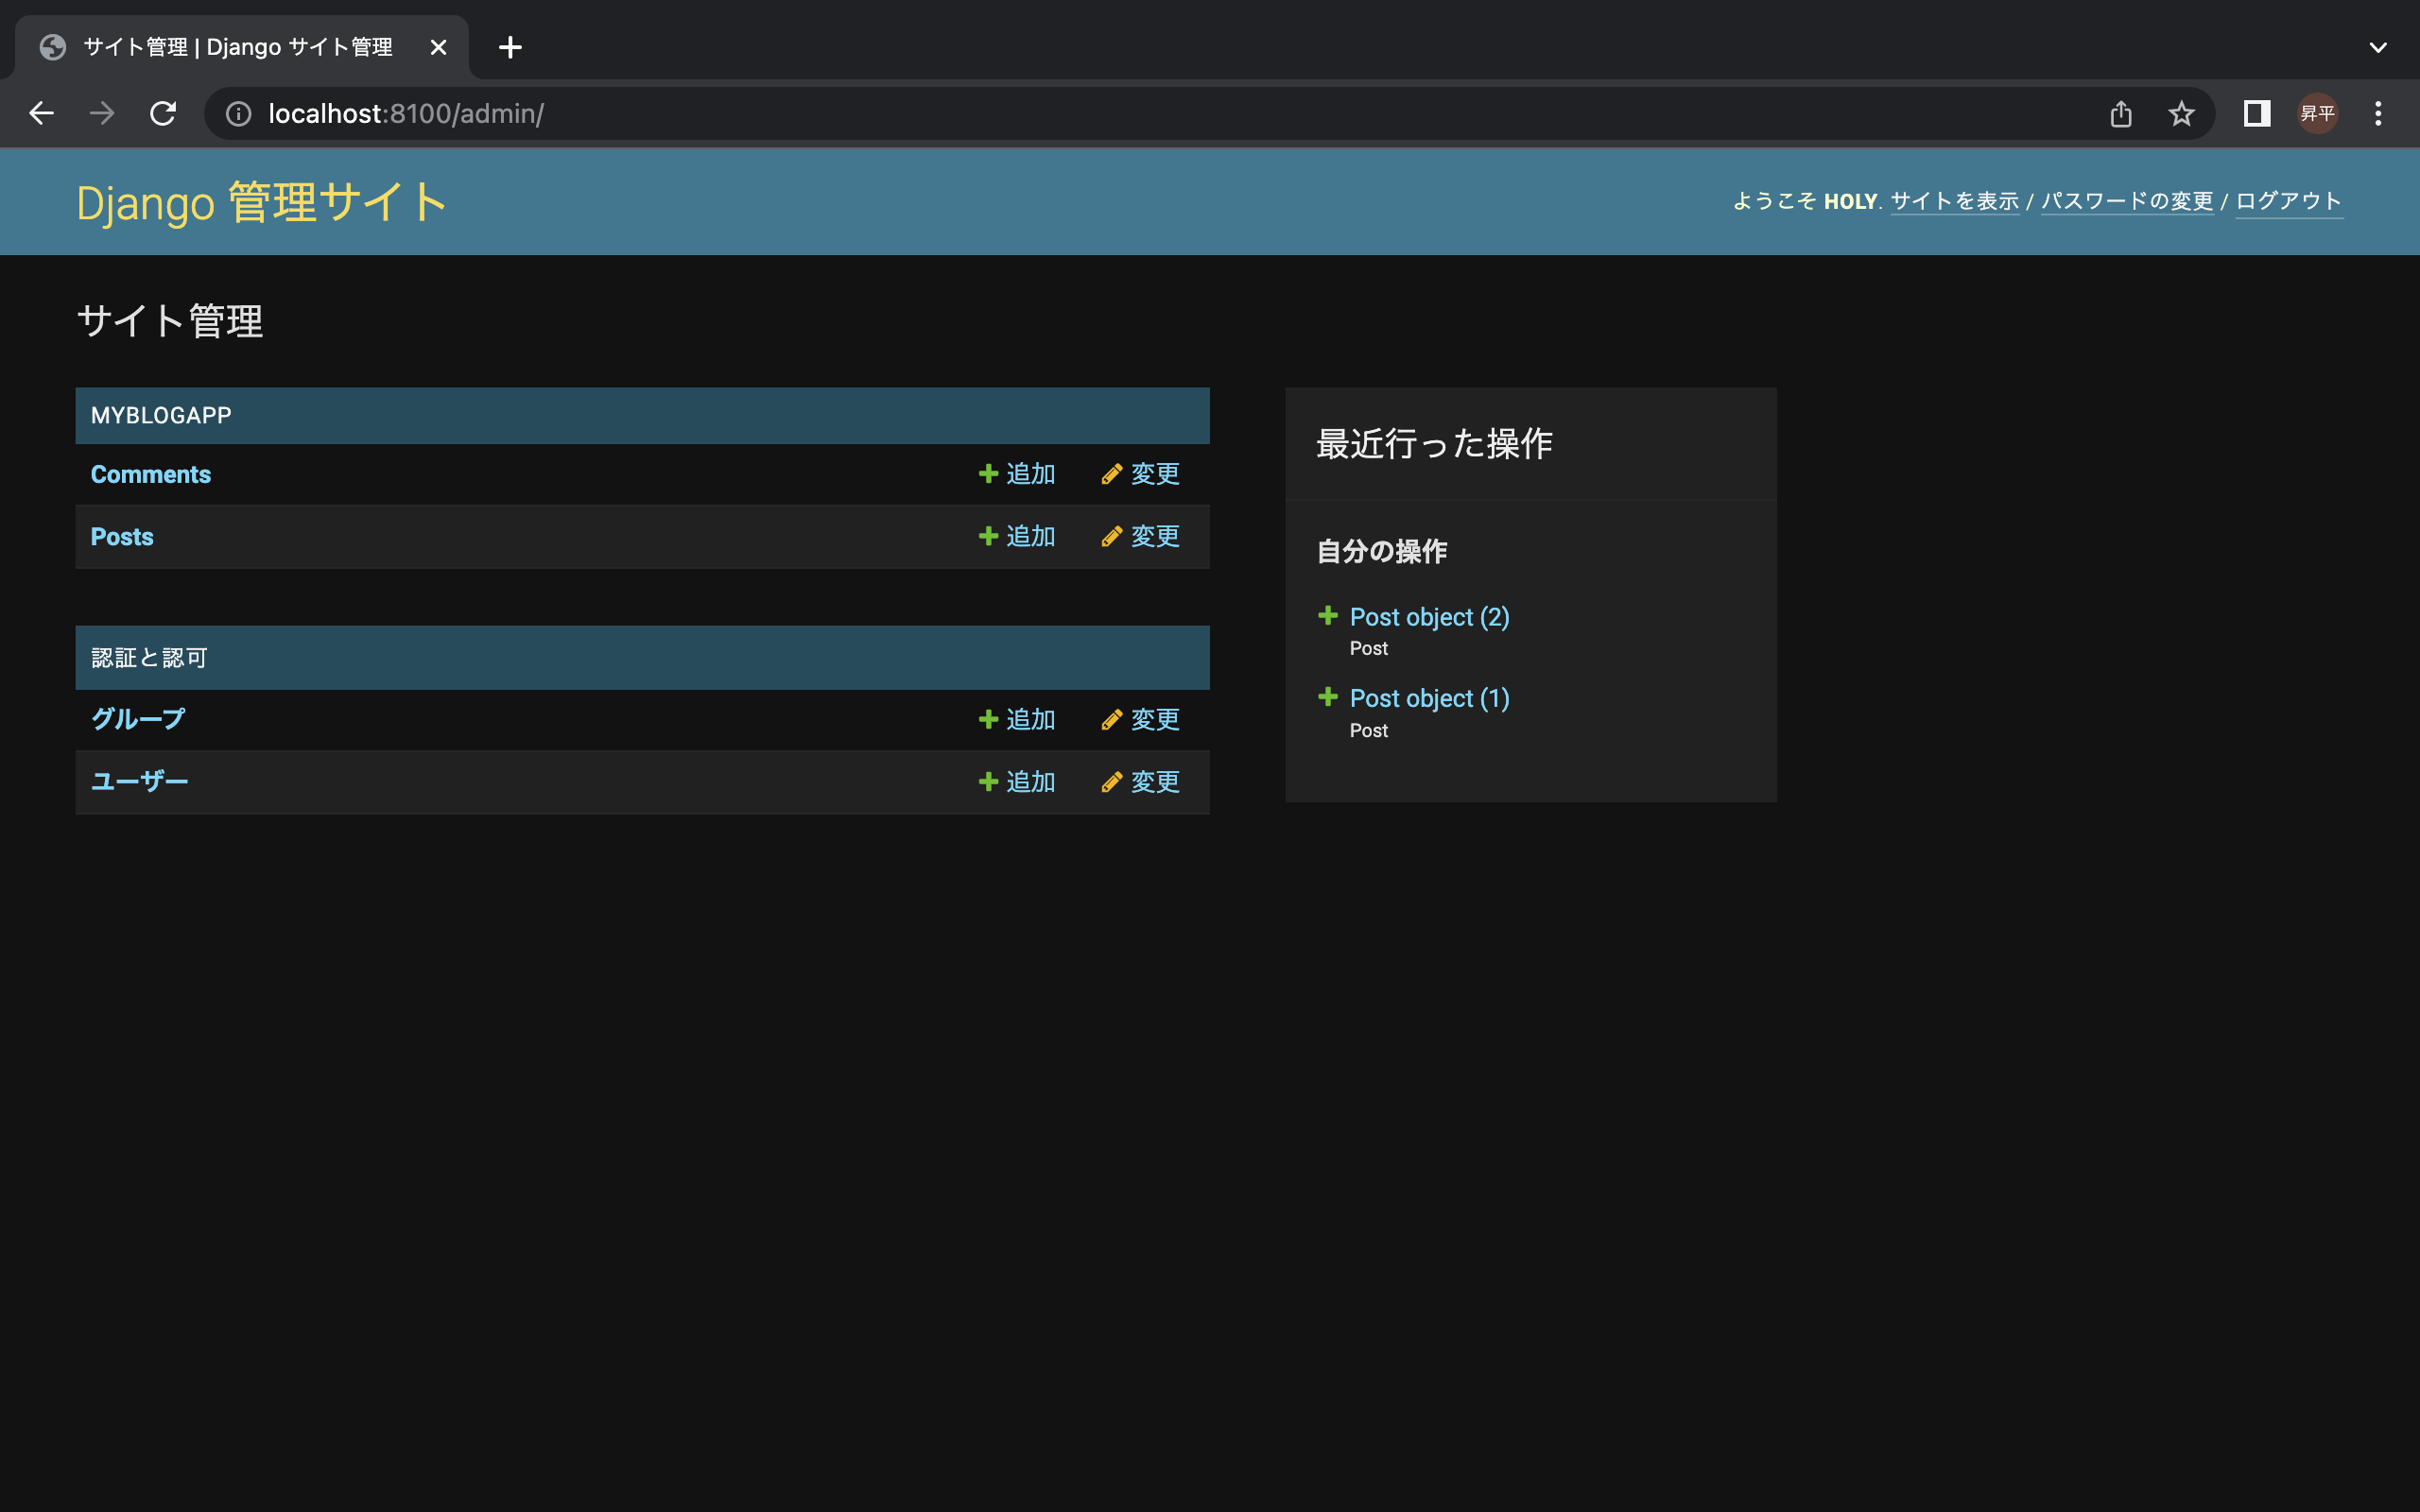 サイト管理 | Django サイト管理
localhost:8100/admin/
昇平
Django 管理サイト
ようこそ HOLY. サイトを表示 / パスワードの変更 / ログアウト
サイト管理
MYBLOGAPP
Comments 追加 変更
Posts 追加 変更
認証と認可
グループ 追加 変更
ユーザー 追加 変更
最近行った操作
自分の操作
Post object (2)
Post
Post object (1)
Post